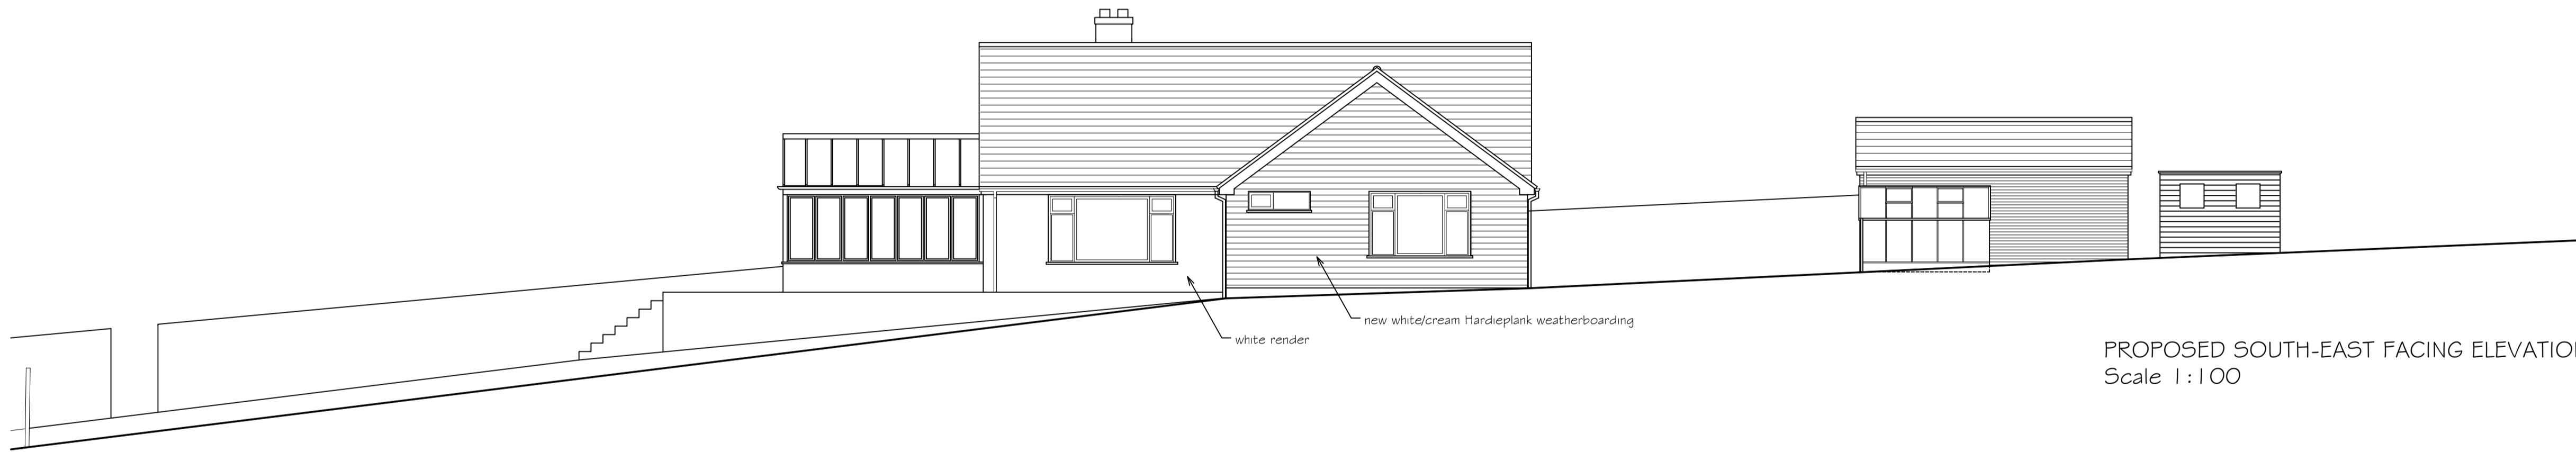 new white/cream Hardieplank weatherboarding
white render
PROPOSED SOUTH-EAST FACING ELEVATIO
Scale 1:100